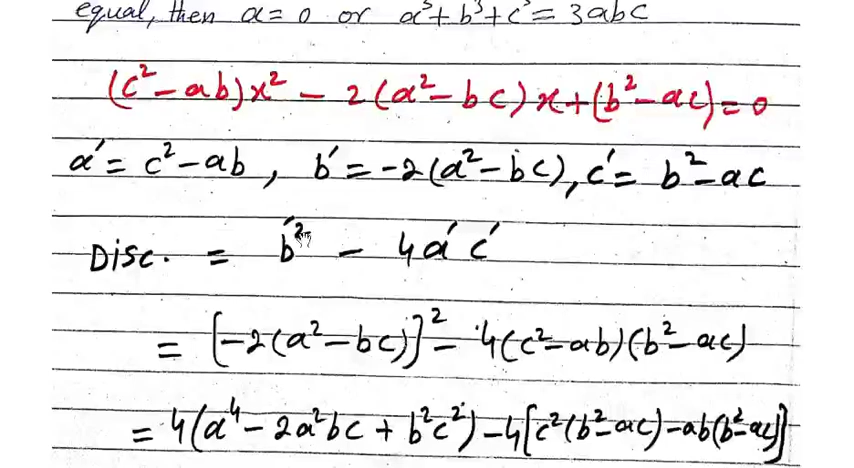 equal, then a = 0 or a³ + b³ + c³ = 3abc
(c² - ab)x² - 2(a² - bc)x + (b² - ac) = 0
a' = c² - ab, b' = -2(a² - bc), c' = b² - ac
Disc. = b'² - 4a'c'
= [-2(a² - bc)]² - 4(c² - ab)(b² - ac)
= 4(a⁴ - 2a²bc + b²c²) - 4[c²(b² - ac) - ab(b² - ac)]